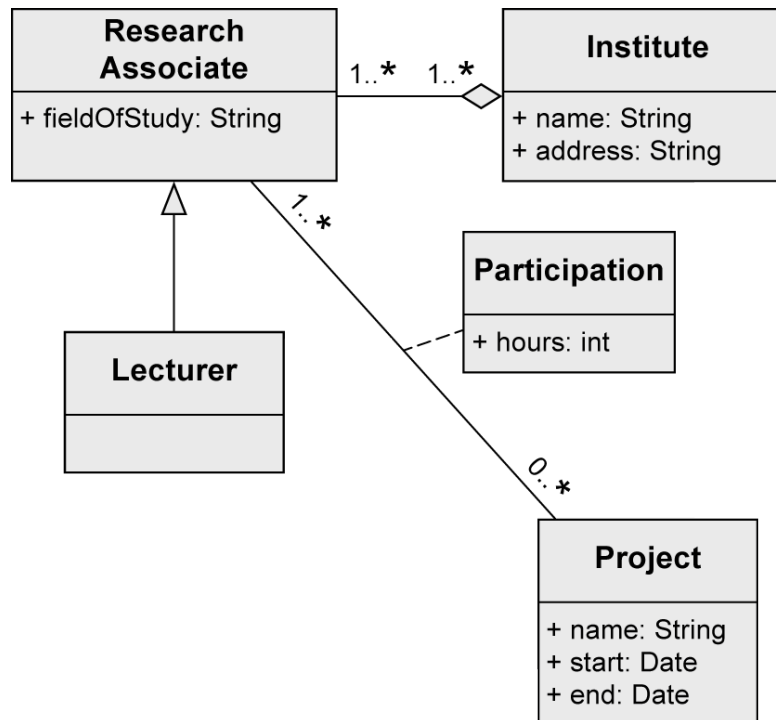 Research
Associate
+ fieldOfStudy: String
1..*
1..*
Institute
+ name: String
+ address: String
1..*
Participation
+ hours: int
Lecturer
0..*
Project
+ name: String
+ start: Date
+ end: Date